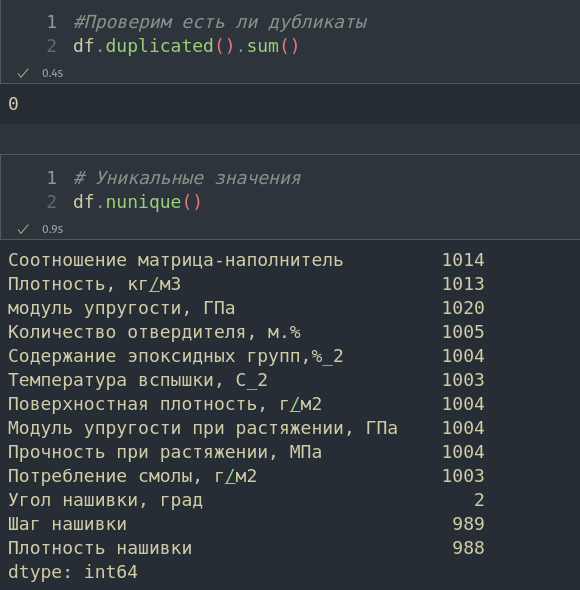 1 #Проверим есть ли дубликаты
2 df.duplicated().sum()
✓ 0.4s
0
1 # Уникальные значения
2 df.nunique()
✓ 0.9s
Соотношение матрица-наполнитель 1014
Плотность, кг/м3 1013
модуль упругости, ГПа 1020
Количество отвердителя, м.% 1005
Содержание эпоксидных групп,%_2 1004
Температура вспышки, С_2 1003
Поверхностная плотность, г/м2 1004
Модуль упругости при растяжении, ГПа 1004
Прочность при растяжении, МПа 1004
Потребление смолы, г/м2 1003
Угол нашивки, град 2
Шаг нашивки 989
Плотность нашивки 988
dtype: int64